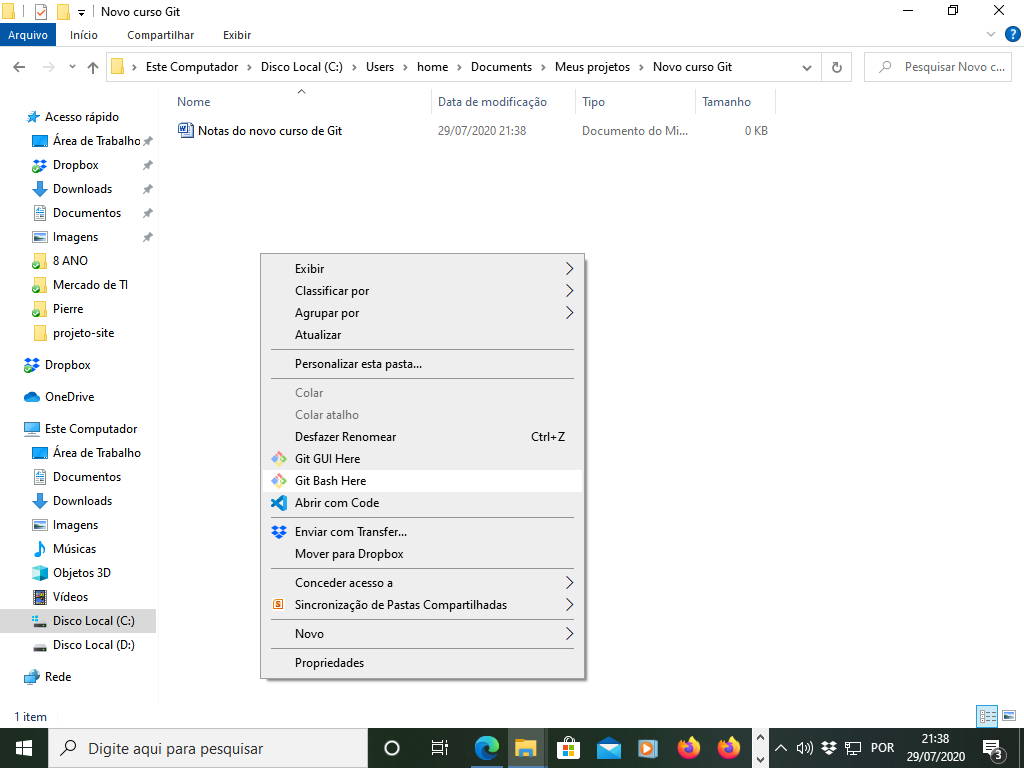 Novo curso Git
Arquivo Início Compartilhar Exibir
Este Computador Disco Local (C:) Users home Documents Meus projetos Novo curso Git
Pesquisar Novo c...
Nome Data de modificação Tipo Tamanho
Notas do novo curso de Git 29/07/2020 21:38 Documento do Mi... 0 KB
Acesso rápido
Área de Trabalho
Dropbox
Downloads
Documentos
Imagens
8 ANO
Mercado de TI
Pierre
projeto-site
Dropbox
OneDrive
Este Computador
Área de Trabalho
Documentos
Downloads
Imagens
Músicas
Objetos 3D
Vídeos
Disco Local (C:)
Disco Local (D:)
Rede
Exibir
Classificar por
Agrupar por
Atualizar
Personalizar esta pasta...
Colar
Colar atalho
Desfazer Renomear Ctrl+Z
Git GUI Here
Git Bash Here
Abrir com Code
Enviar com Transfer...
Mover para Dropbox
Conceder acesso a
Sincronização de Pastas Compartilhadas
Novo
Propriedades
1 item
Digite aqui para pesquisar
POR
21:38
29/07/2020
3